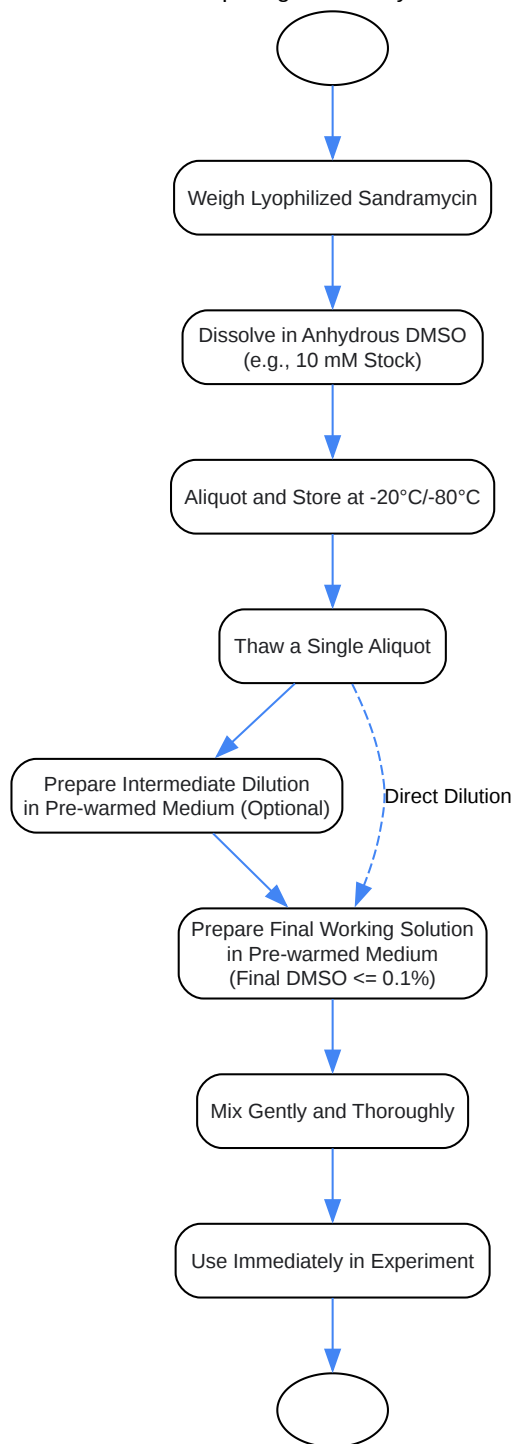 Weigh Lyophilized Sandramycin
Dissolve in Anhydrous DMSO
(e.g., 10 mM Stock)
Aliquot and Store at -20°C/-80°C
Thaw a Single Aliquot
Prepare Intermediate Dilution
in Pre-warmed Medium (Optional)
Direct Dilution
Prepare Final Working Solution
in Pre-warmed Medium
(Final DMSO <= 0.1%)
Mix Gently and Thoroughly
Use Immediately in Experiment